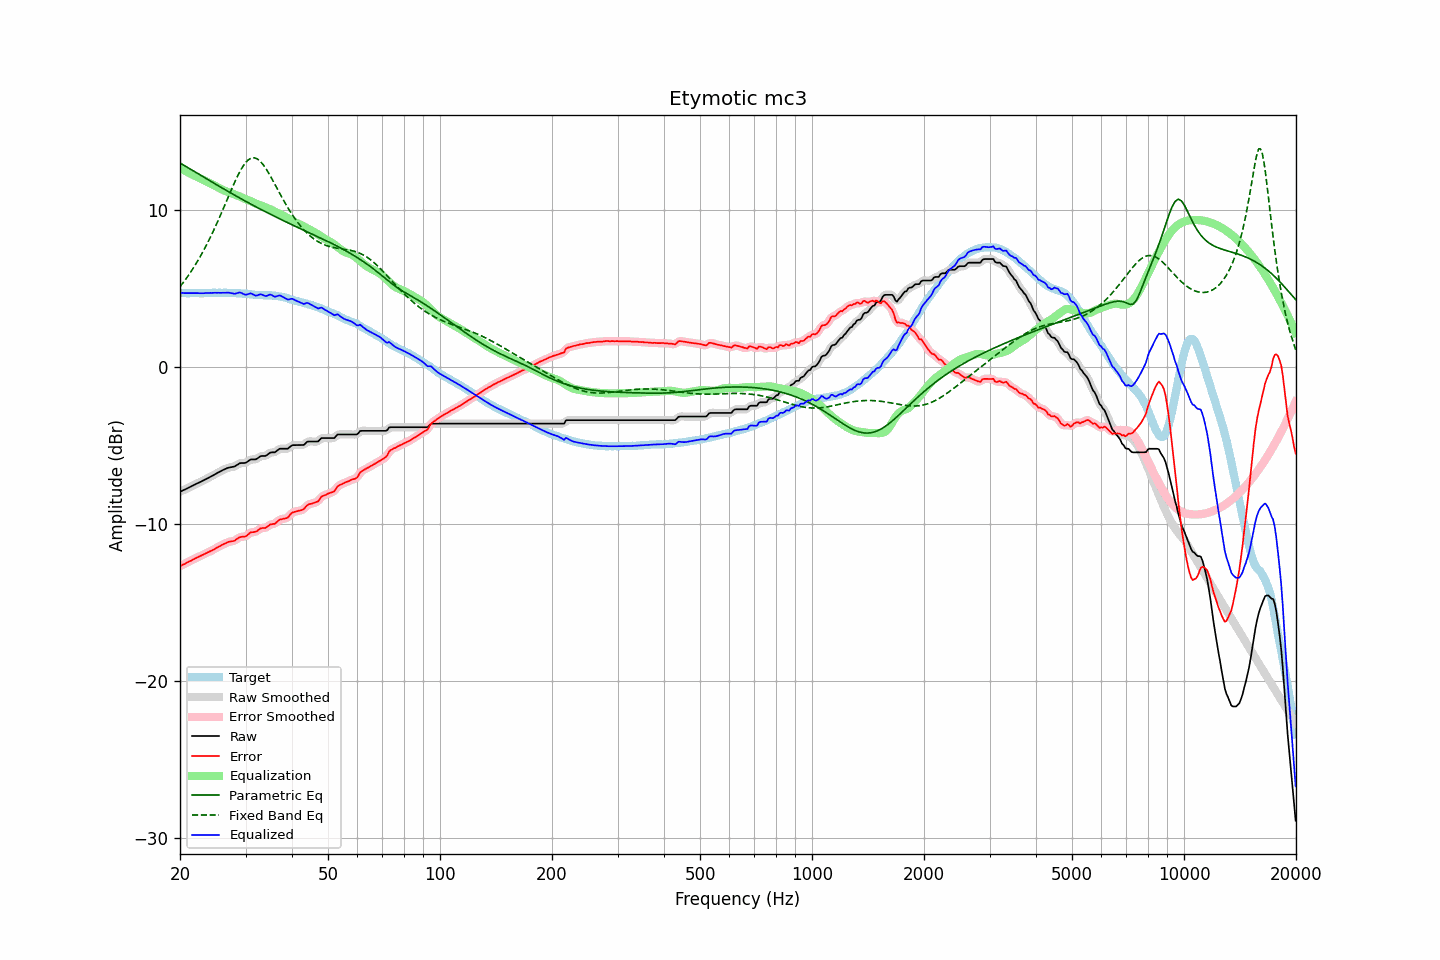 Etymotic mc3
Amplitude (dBr)
10
0
−10
−20
−30
Target
Raw Smoothed
Error Smoothed
Raw
Error
Equalization
Parametric Eq
Fixed Band Eq
Equalized
20 50 100 200 500 1000 2000 5000 10000 20000
Frequency (Hz)